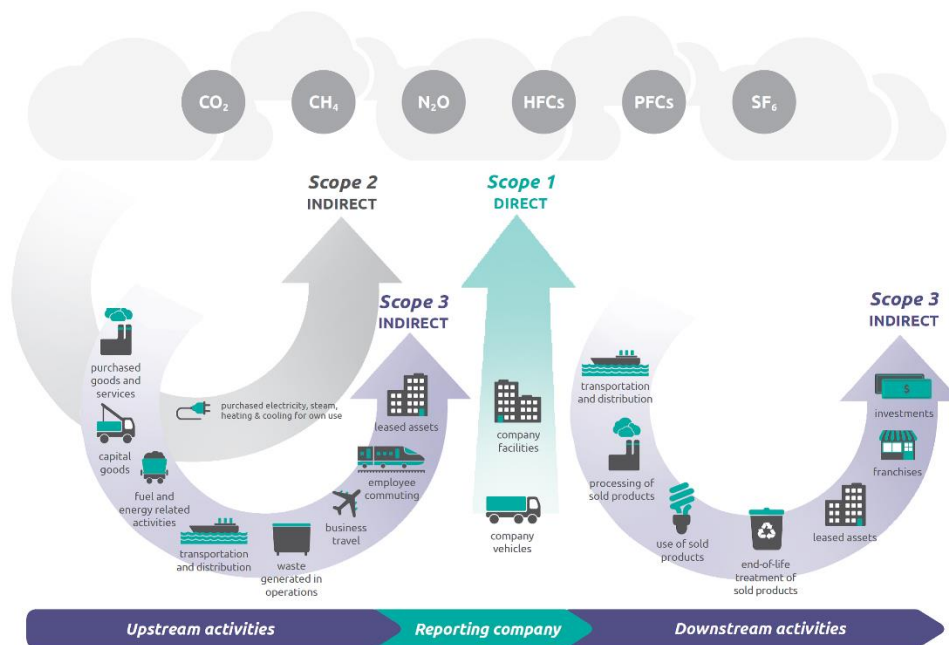 CO₂
CH₄
N₂O
HFCs
PFCs
SF₆
Scope 2
INDIRECT
Scope 1
DIRECT
Scope 3
INDIRECT
Scope 3
INDIRECT
purchased
goods and
services
capital
goods
fuel and
energy related
activities
purchased electricity, steam,
heating & cooling for own use
transportation
and distribution
waste
generated in
operations
business
travel
employee
commuting
leased assets
company
facilities
company
vehicles
transportation
and distribution
processing of
sold products
use of sold
products
end-of-life
treatment of
sold products
leased assets
franchises
$
investments
Upstream activities
Reporting company
Downstream activities